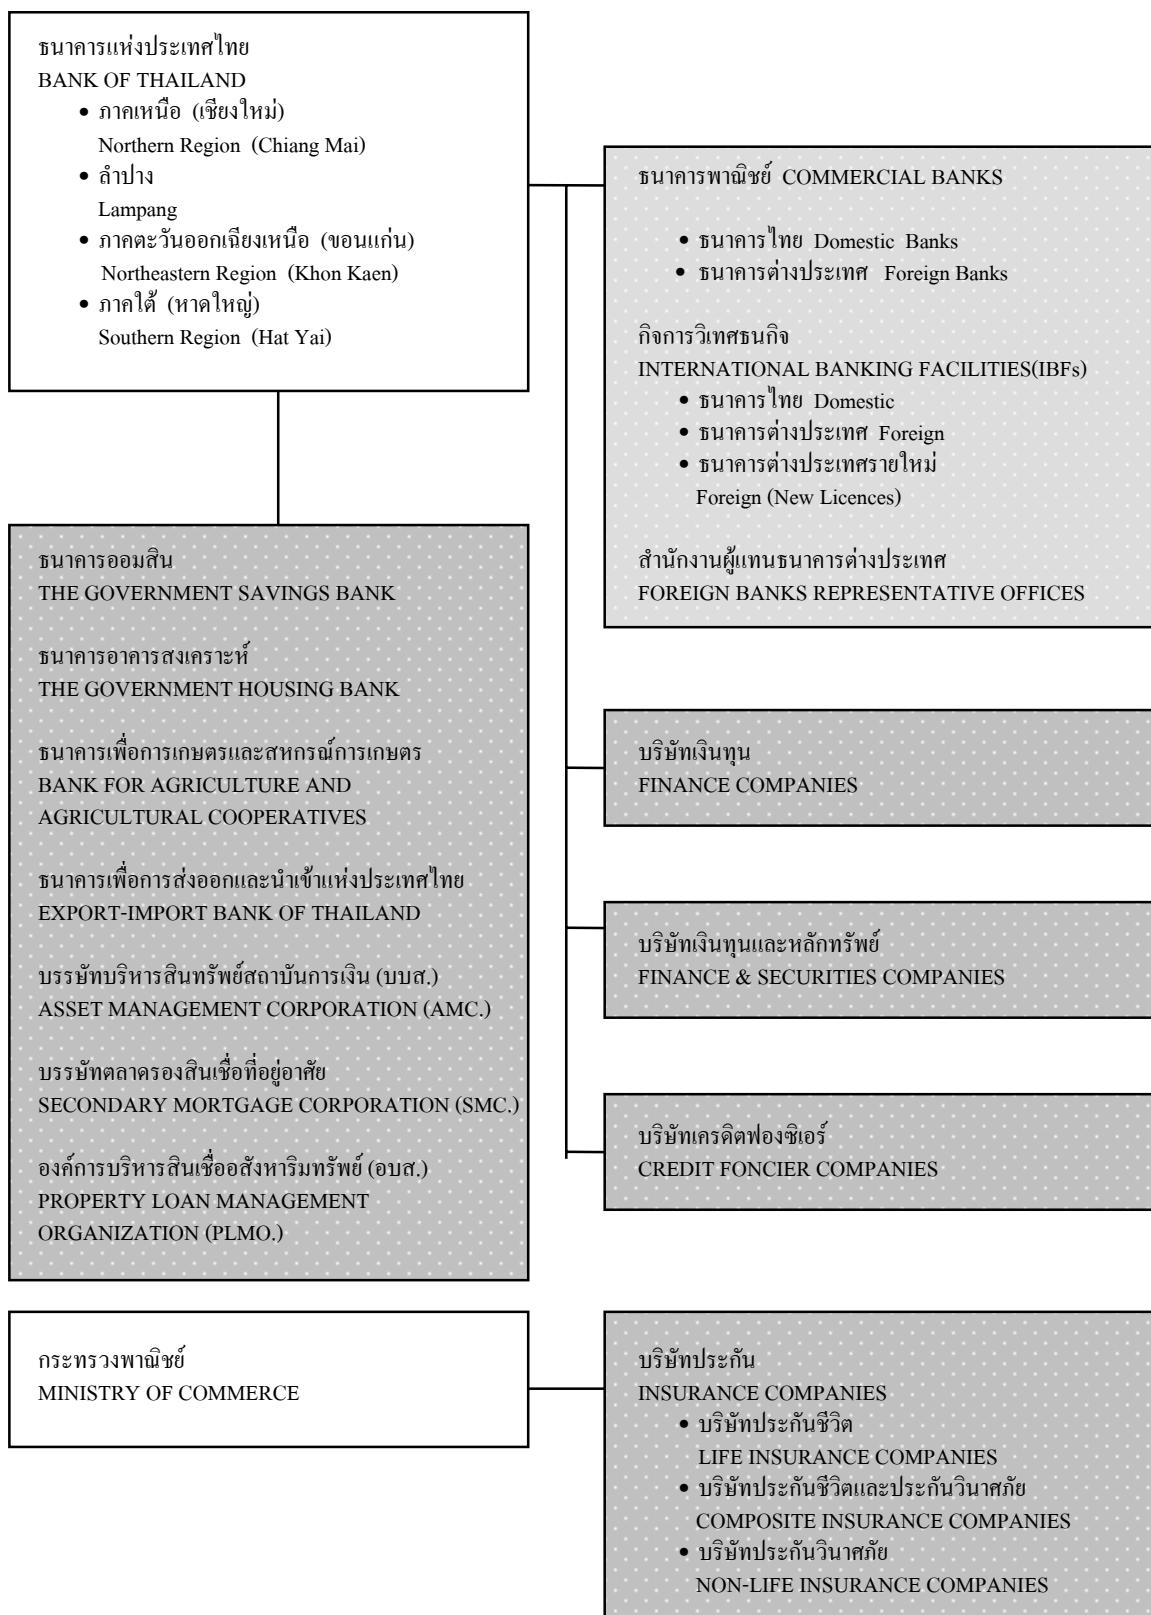 ธนาคารแห่งประเทศไทย
BANK OF THAILAND
• ภาคเหนือ (เชียงใหม่)
Northern Region (Chiang Mai)
• ลำปาง
Lampang
• ภาคตะวันออกเฉียงเหนือ (ขอนแก่น)
Northeastern Region (Khon Kaen)
• ภาคใต้ (หาดใหญ่)
Southern Region (Hat Yai)
ธนาคารพาณิชย์ COMMERCIAL BANKS
• ธนาคารไทย Domestic Banks
• ธนาคารต่างประเทศ Foreign Banks
กิจการวิเทศธนกิจ
INTERNATIONAL BANKING FACILITIES(IBFs)
• ธนาคารไทย Domestic
• ธนาคารต่างประเทศ Foreign
• ธนาคารต่างประเทศรายใหม่
Foreign (New Licences)
สำนักงานผู้แทนธนาคารต่างประเทศ
FOREIGN BANKS REPRESENTATIVE OFFICES
ธนาคารออมสิน
THE GOVERNMENT SAVINGS BANK
ธนาคารอาคารสงเคราะห์
THE GOVERNMENT HOUSING BANK
ธนาคารเพื่อการเกษตรและสหกรณ์การเกษตร
BANK FOR AGRICULTURE AND
AGRICULTURAL COOPERATIVES
ธนาคารเพื่อการส่งออกและนำเข้าแห่งประเทศไทย
EXPORT-IMPORT BANK OF THAILAND
บรรษัทบริหารสินทรัพย์สถาบันการเงิน (บบส.)
ASSET MANAGEMENT CORPORATION (AMC.)
บรรษัทตลาดรองสินเชื่อที่อยู่อาศัย
SECONDARY MORTGAGE CORPORATION (SMC.)
องค์การบริหารสินเชื่ออสังหาริมทรัพย์ (อบส.)
PROPERTY LOAN MANAGEMENT
ORGANIZATION (PLMO.)
บริษัทเงินทุน
FINANCE COMPANIES
บริษัทเงินทุนและหลักทรัพย์
FINANCE & SECURITIES COMPANIES
บริษัทเครดิตฟองซิเอร์
CREDIT FONCIER COMPANIES
กระทรวงพาณิชย์
MINISTRY OF COMMERCE
บริษัทประกัน
INSURANCE COMPANIES
• บริษัทประกันชีวิต
LIFE INSURANCE COMPANIES
• บริษัทประกันชีวิตและประกันวินาศภัย
COMPOSITE INSURANCE COMPANIES
• บริษัทประกันวินาศภัย
NON-LIFE INSURANCE COMPANIES